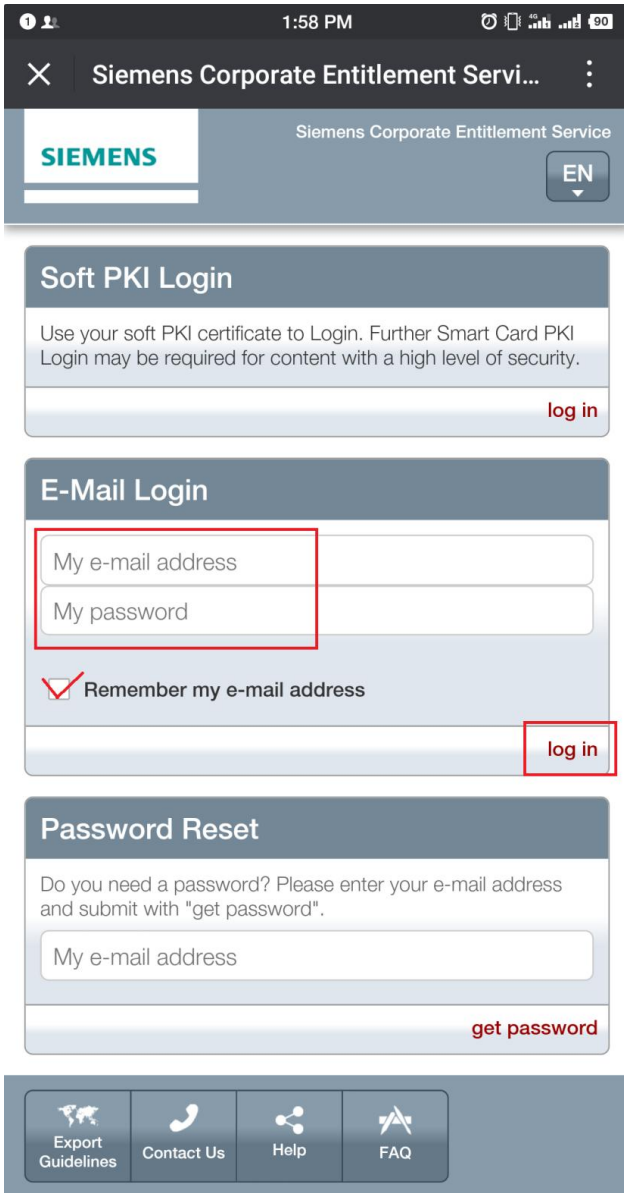 1 1:58 PM 4G 90
Siemens Corporate Entitlement Servi...
Siemens Corporate Entitlement Service
SIEMENS
EN
Soft PKI Login
Use your soft PKI certificate to Login. Further Smart Card PKI
Login may be required for content with a high level of security.
log in
E-Mail Login
My e-mail address
My password
Remember my e-mail address
log in
Password Reset
Do you need a password? Please enter your e-mail address
and submit with "get password".
My e-mail address
get password
Export
Guidelines
Contact Us
Help
FAQ